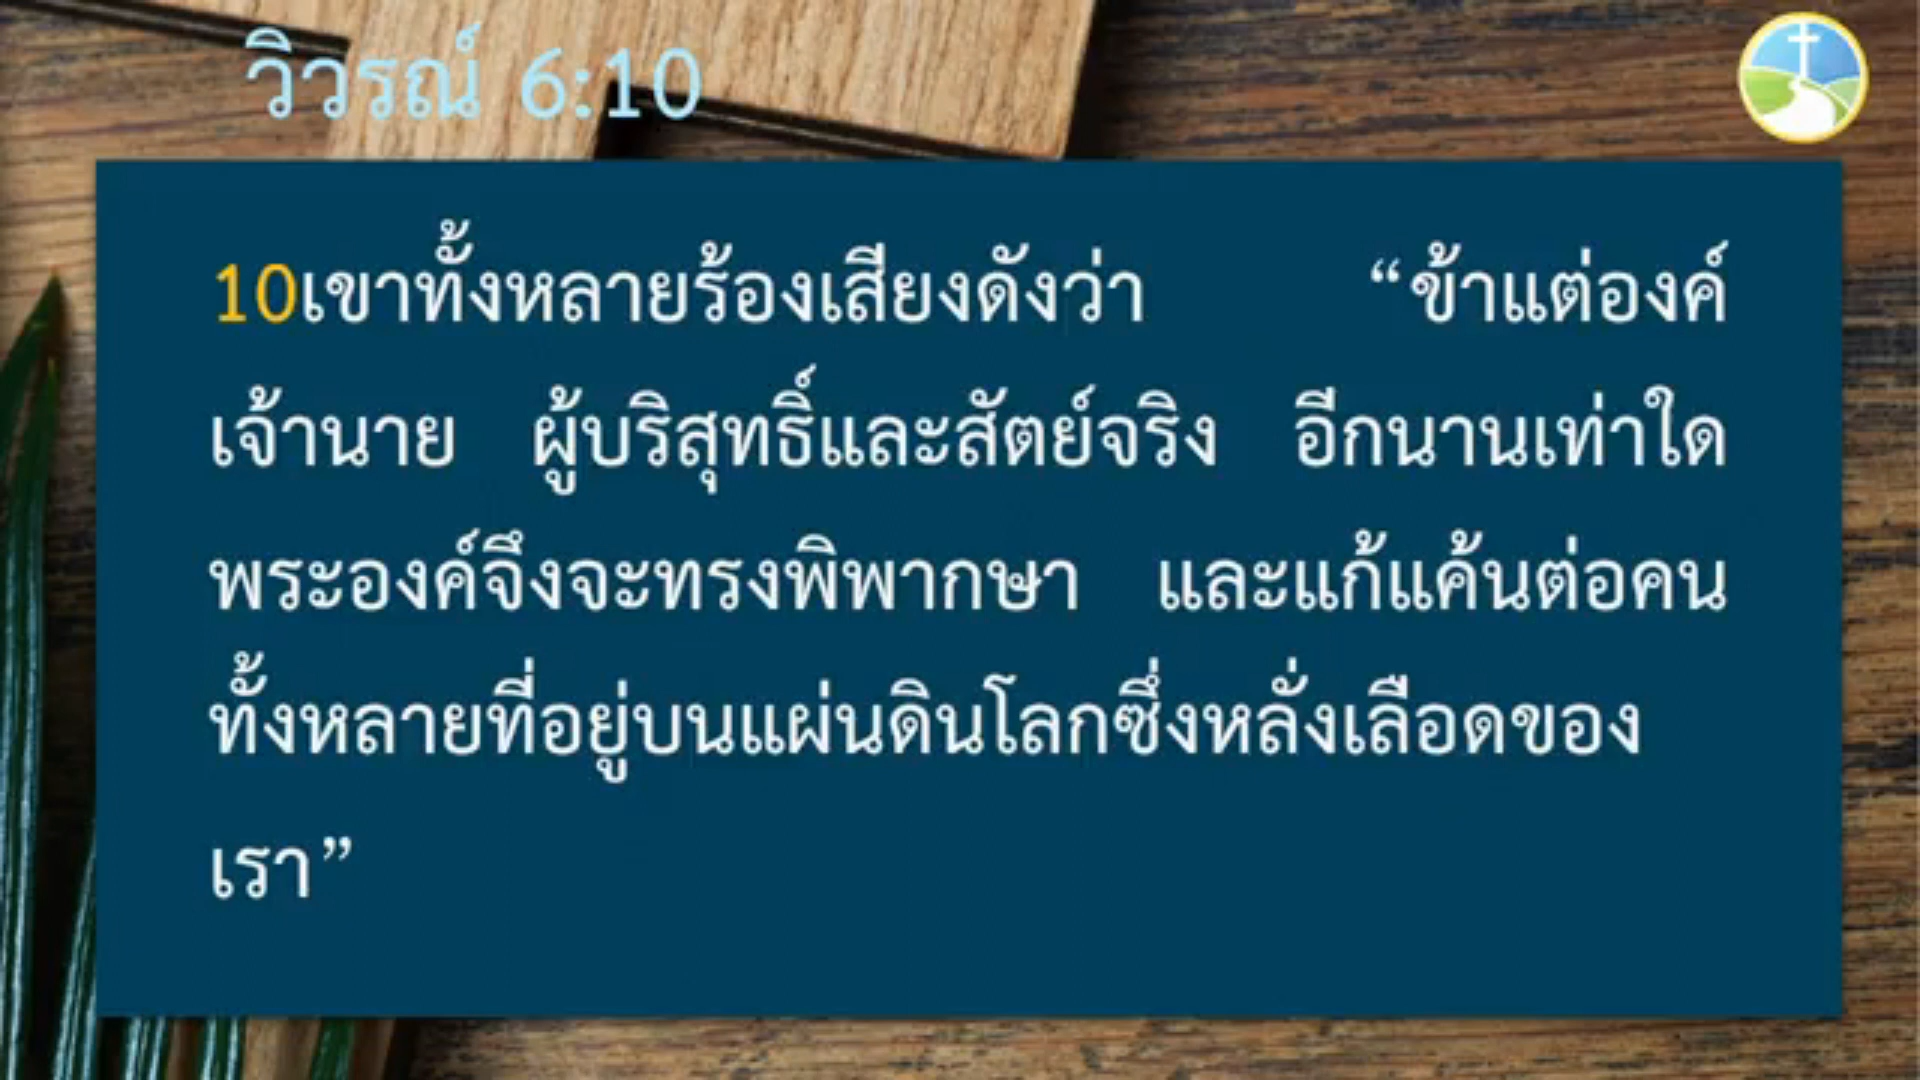 วิวรณ์ 6:10
10เขาทั้งหลายร้องเสียงดังว่า “ข้าแต่องค์
เจ้านาย ผู้บริสุทธิ์และสัตย์จริง อีกนานเท่าใด
พระองค์จึงจะทรงพิพากษา และแก้แค้นต่อคน
ทั้งหลายที่อยู่บนแผ่นดินโลกซึ่งหลั่งเลือดของ
เรา”